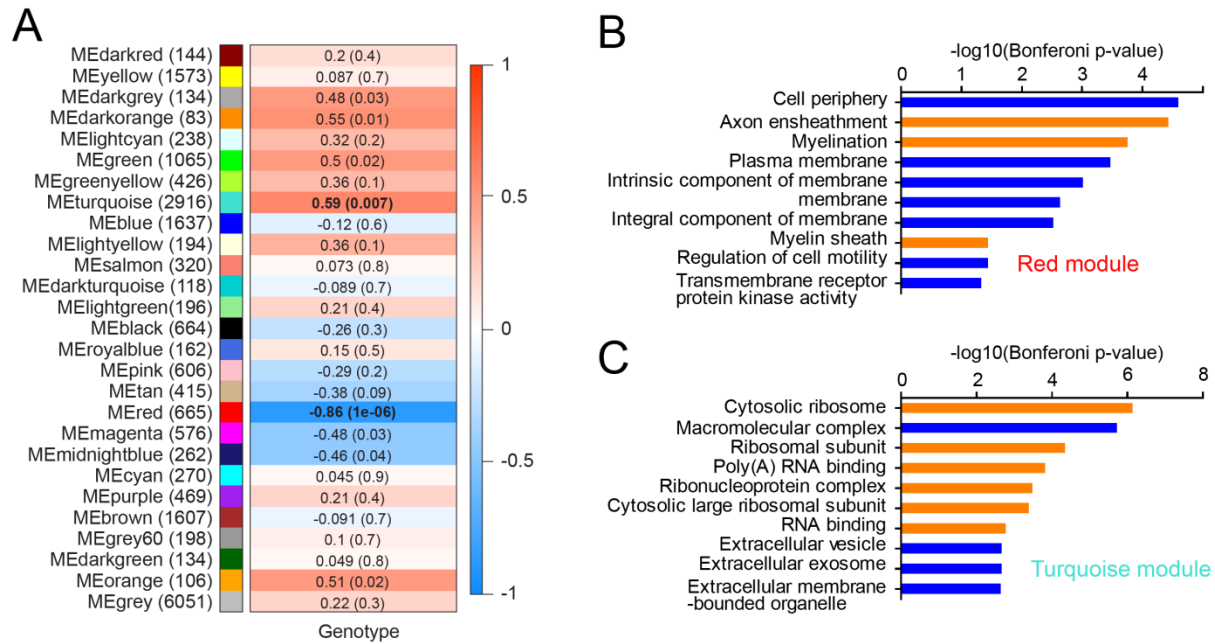 A
MEdarkred (144) 0.2 (0.4)
MEyellow (1573) 0.087 (0.7)
MEdarkgrey (134) 0.48 (0.03)
MEdarkorange (83) 0.55 (0.01)
MElightcyan (238) 0.32 (0.2)
MEgreen (1065) 0.5 (0.02)
MEgreenyellow (426) 0.36 (0.1)
MEturquoise (2916) 0.59 (0.007)
MEblue (1637) -0.12 (0.6)
MElightyellow (194) 0.36 (0.1)
MEsalmon (320) 0.073 (0.8)
MEdarkturquoise (118) -0.089 (0.7)
MElightgreen(196) 0.21 (0.4)
MEblack (664) -0.26 (0.3)
MEroyalblue (162) 0.15 (0.5)
MEpink (606) -0.29 (0.2)
MEtan (415) -0.38 (0.09)
MEred (665) -0.86 (1e-06)
MEmagenta (576) -0.48 (0.03)
MEmidnightblue (262) -0.46 (0.04)
MEcyan (270) 0.045 (0.9)
MEpurple (469) 0.21 (0.4)
MEbrown (1607) -0.091 (0.7)
MEgrey60 (198) 0.1 (0.7)
MEdarkgreen (134) 0.049 (0.8)
MEorange (106) 0.51 (0.02)
MEgrey (6051) 0.22 (0.3)
Genotype
1
0.5
0
-0.5
-1
B
-log10(Bonferoni p-value)
0 1 2 3 4
Cell periphery
Axon ensheathment
Myelination
Plasma membrane
Intrinsic component of membrane
membrane
Integral component of membrane
Myelin sheath
Regulation of cell motility
Transmembrane receptor
protein kinase activity
Red module
C
-log10(Bonferoni p-value)
0 2 4 6 8
Cytosolic ribosome
Macromolecular complex
Ribosomal subunit
Poly(A) RNA binding
Ribonucleoprotein complex
Cytosolic large ribosomal subunit
RNA binding
Extracellular vesicle
Extracellular exosome
Extracellular membrane
-bounded organelle
Turquoise module